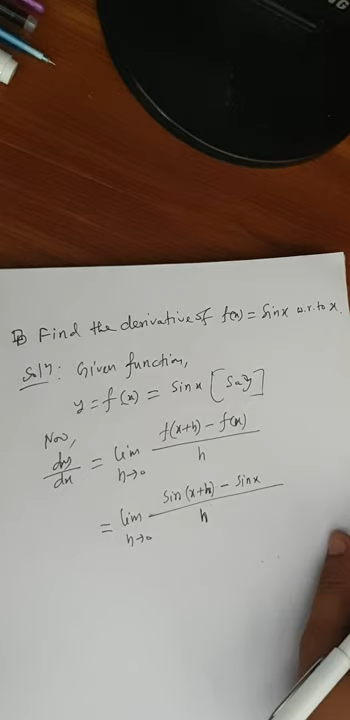 Find the derivative of f(x) = sinx w.r.to x.
Solⁿ: Given function,
y = f(x) = sinx [Say]
Now,
dy/dx = lim h→0 (f(x+h) - f(x))/h
= lim h→0 (sin(x+h) - sinx)/h